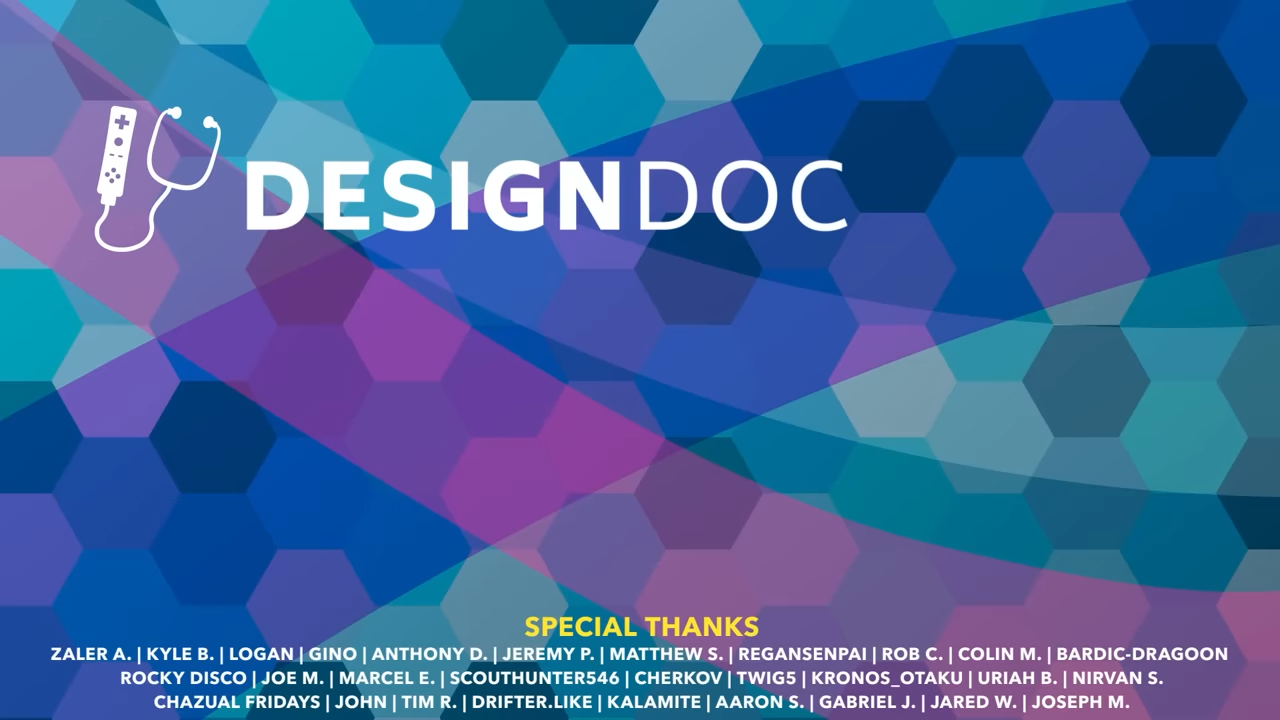 DESIGNDOC
SPECIAL THANKS
ZALER A. | KYLE B. | LOGAN | GINO | ANTHONY D. | JEREMY P. | MATTHEW S. | REGANSENPAI | ROB C. | COLIN M. | BARDIC-DRAGOON
ROCKY DISCO | JOE M. | MARCEL E. | SCOUTHUNTER546 | CHERKOV | TWIG5 | KRONOS_OTAKU | URIAH B. | NIRVAN S.
CHAZUAL FRIDAYS | JOHN | TIM R. | DRIFTER.LIKE | KALAMITE | AARON S. | GABRIEL J. | JARED W. | JOSEPH M.